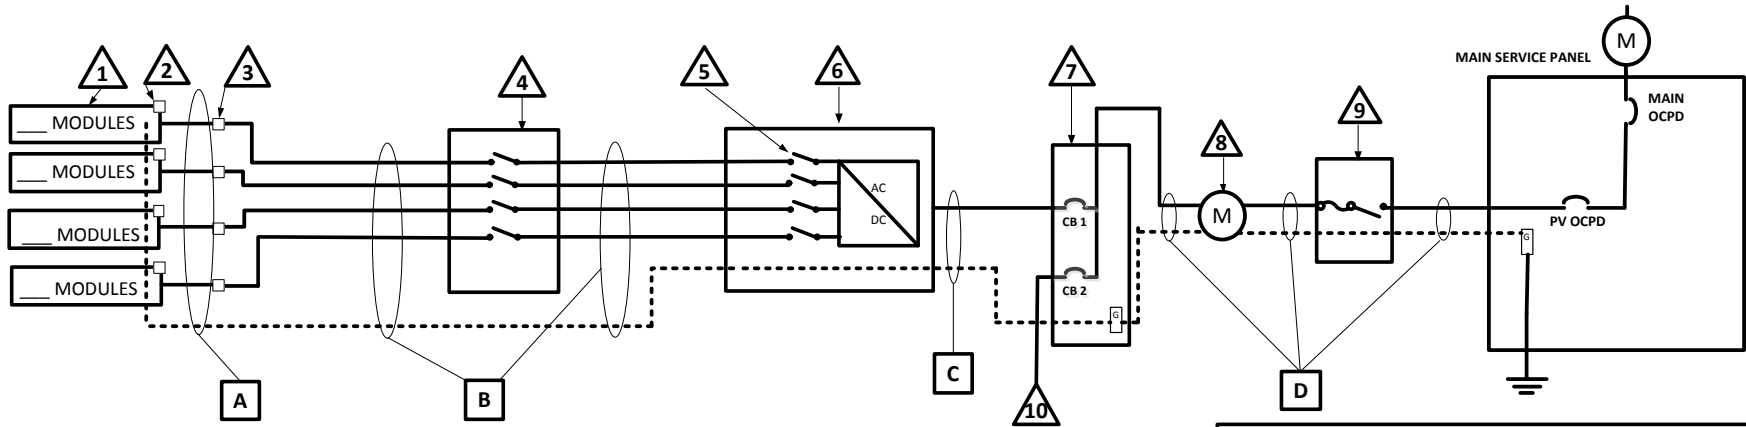 M
MAIN SERVICE PANEL
1
2
3
4
5
6
7
8
9
MAIN
OCPD
___ MODULES
___ MODULES
___ MODULES
___ MODULES
AC
DC
CB 1
M
PV OCPD
G
CB 2
G
A
B
C
D
10